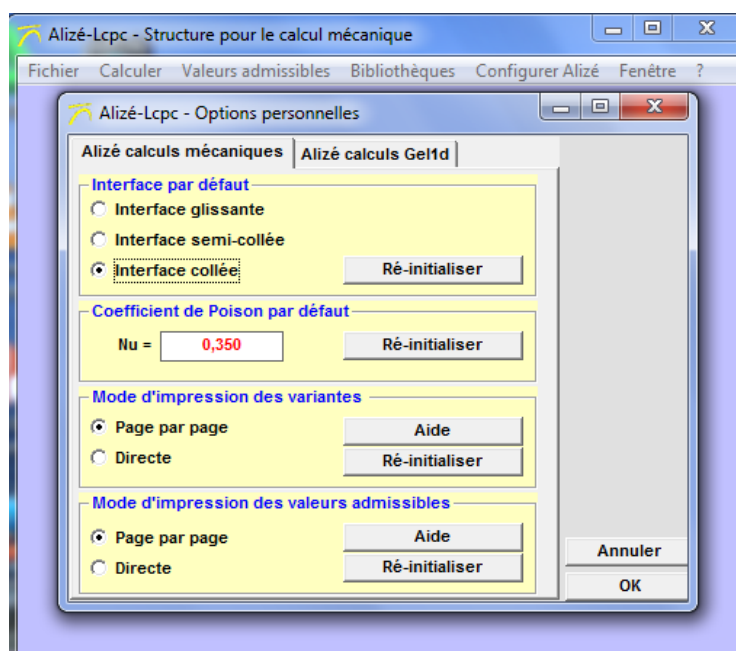 Alizé-Lcpc - Structure pour le calcul mécanique
Fichier Calculer Valeurs admissibles Bibliothèques Configurer Alizé Fenêtre ?
Alizé-Lcpc - Options personnelles
Alizé calculs mécaniques Alizé calculs Gel1d
Interface par défaut
Interface glissante
Interface semi-collée
Interface collée Ré-initialiser
Coefficient de Poison par défaut
Nu = 0,350 Ré-initialiser
Mode d'impression des variantes
Page par page Aide
Directe Ré-initialiser
Mode d'impression des valeurs admissibles
Page par page Aide
Directe Ré-initialiser
Annuler
OK